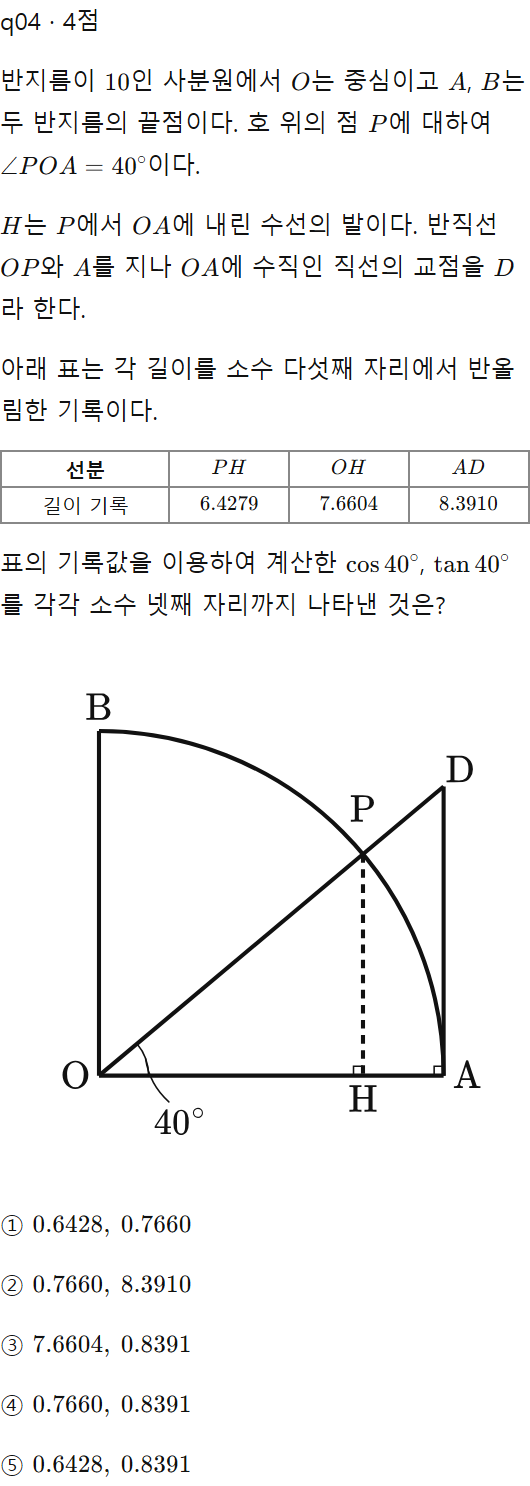 q04 · 4점
반지름이 10인 사분원에서 O는 중심이고 A, B는
두 반지름의 끝점이다. 호 위의 점 P에 대하여
∠POA = 40°이다.
H는 P에서 OA에 내린 수선의 발이다. 반직선
OP와 A를 지나 OA에 수직인 직선의 교점을 D
라 한다.
아래 표는 각 길이를 소수 다섯째 자리에서 반올
림한 기록이다.
선분 PH OH AD
길이 기록 6.4279 7.6604 8.3910
표의 기록값을 이용하여 계산한 cos 40°, tan 40°
를 각각 소수 넷째 자리까지 나타낸 것은?
B
D
P
O
H
A
40°
① 0.6428, 0.7660
② 0.7660, 8.3910
③ 7.6604, 0.8391
④ 0.7660, 0.8391
⑤ 0.6428, 0.8391